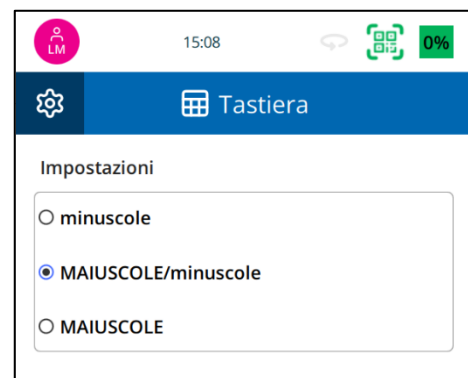 LM
15:08
0%
Tastiera
Impostazioni
minuscole
MAIUSCOLE/minuscole
MAIUSCOLE